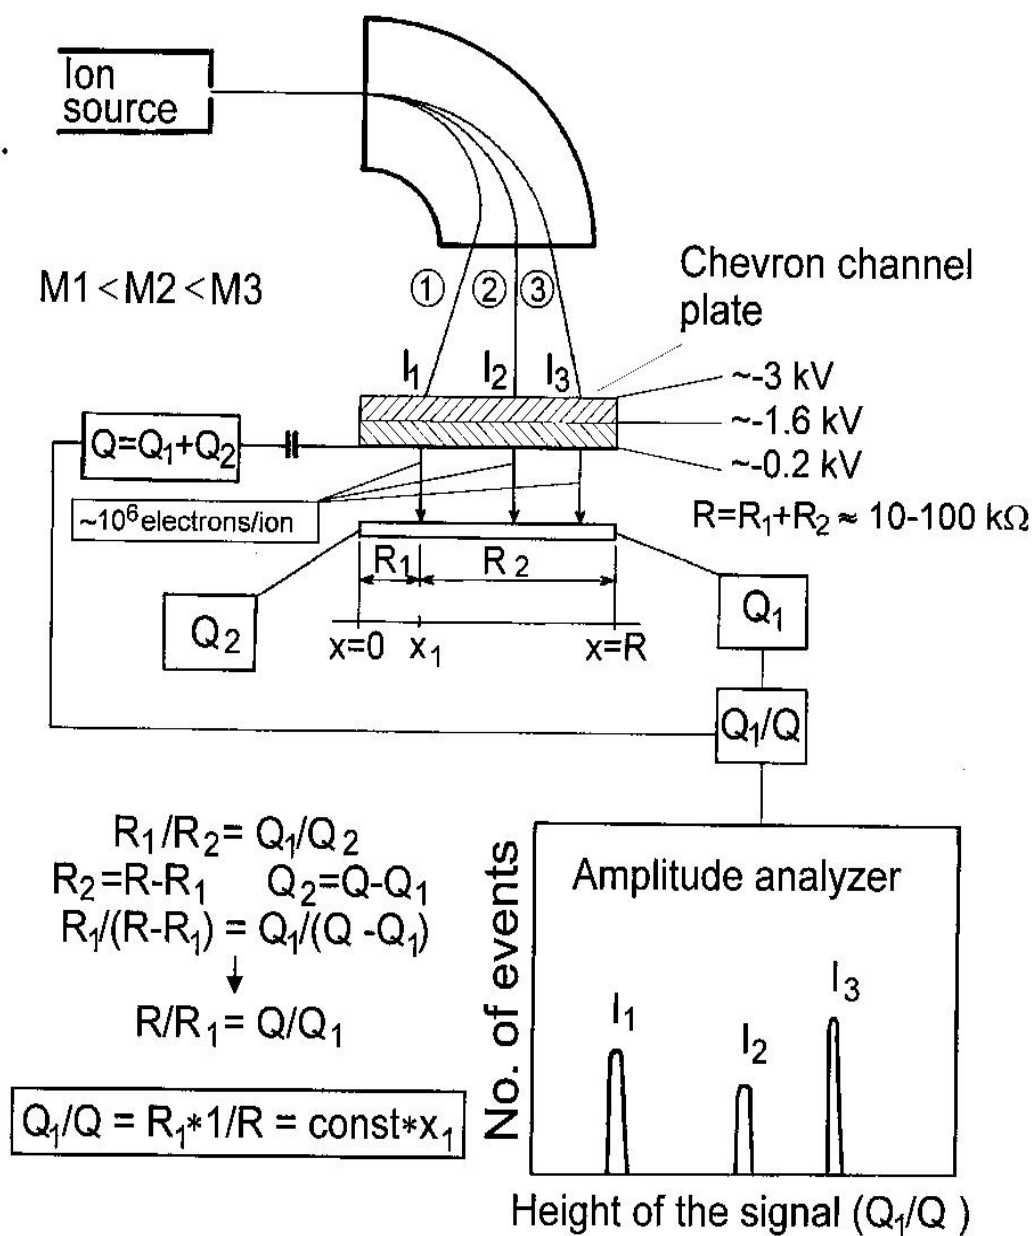 Ion
source
M1<M2<M3
Chevron channel
plate
① ② ③
I₁ I₂ I₃
~-3 kV
~-1.6 kV
~-0.2 kV
Q=Q₁+Q₂
~10⁶electrons/ion
R=R₁+R₂≈ 10-100 kΩ
R₁ R₂
Q₂
Q₁
x=0 x₁ x=R
Q₁/Q
R₁/R₂= Q₁/Q₂
R₂=R-R₁ Q₂=Q-Q₁
R₁/(R-R₁) = Q₁/(Q -Q₁)
R/R₁= Q/Q₁
Q₁/Q = R₁*1/R = const*x₁
Amplitude analyzer
No. of events
I₁
I₂
I₃
Height of the signal (Q₁/Q )